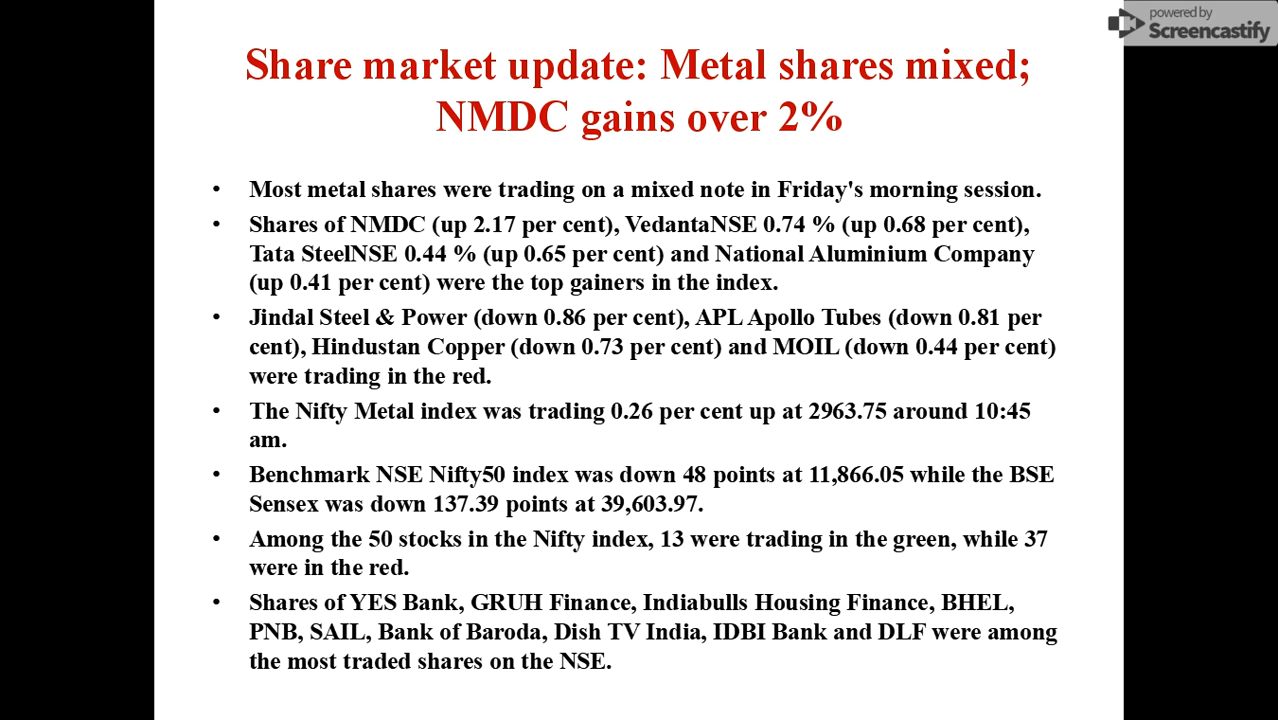 powered by
Screencastify
Share market update: Metal shares mixed;
NMDC gains over 2%
• Most metal shares were trading on a mixed note in Friday's morning session.
• Shares of NMDC (up 2.17 per cent), VedantaNSE 0.74 % (up 0.68 per cent),
Tata SteelNSE 0.44 % (up 0.65 per cent) and National Aluminium Company
(up 0.41 per cent) were the top gainers in the index.
• Jindal Steel & Power (down 0.86 per cent), APL Apollo Tubes (down 0.81 per
cent), Hindustan Copper (down 0.73 per cent) and MOIL (down 0.44 per cent)
were trading in the red.
• The Nifty Metal index was trading 0.26 per cent up at 2963.75 around 10:45
am.
• Benchmark NSE Nifty50 index was down 48 points at 11,866.05 while the BSE
Sensex was down 137.39 points at 39,603.97.
• Among the 50 stocks in the Nifty index, 13 were trading in the green, while 37
were in the red.
• Shares of YES Bank, GRUH Finance, Indiabulls Housing Finance, BHEL,
PNB, SAIL, Bank of Baroda, Dish TV India, IDBI Bank and DLF were among
the most traded shares on the NSE.